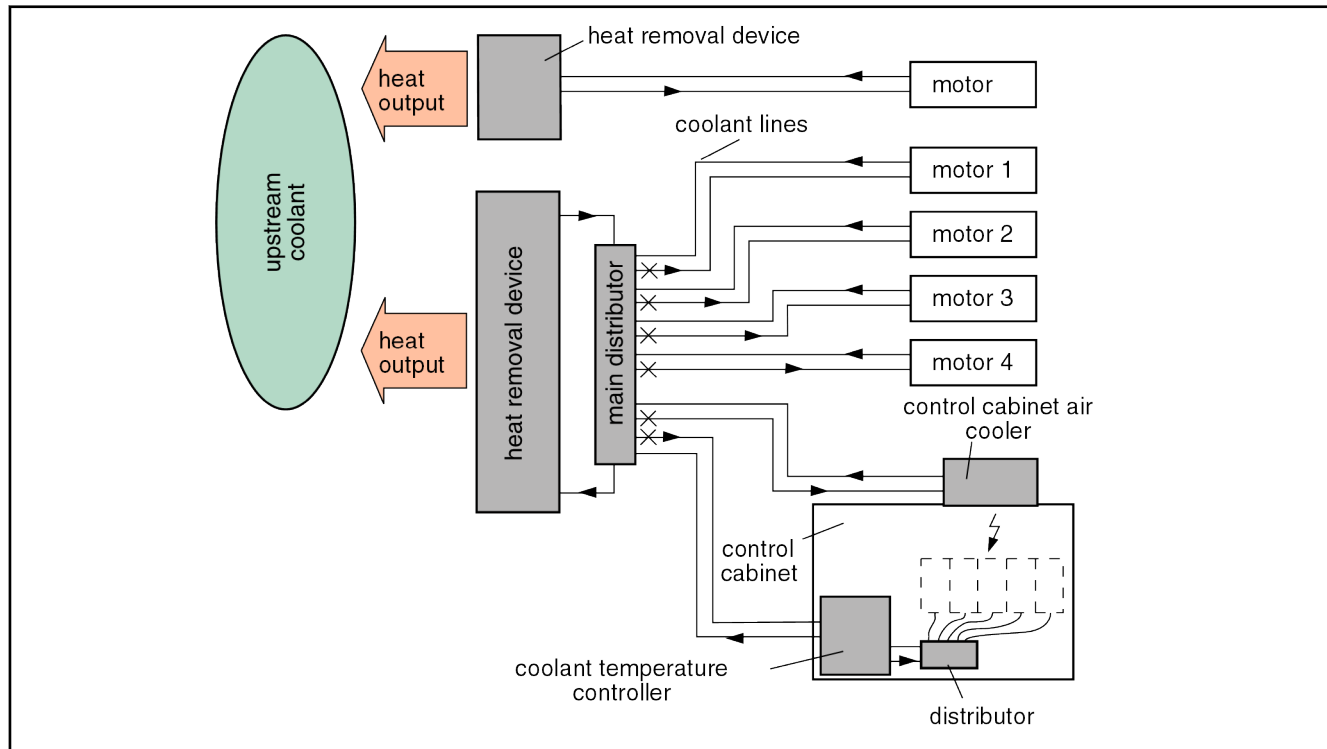 heat removal device
heat
output
motor
coolant lines
motor 1
upstream
coolant
motor 2
heat removal device
main distributor
motor 3
heat
output
motor 4
control cabinet air
cooler
control
cabinet
coolant temperature
controller
distributor